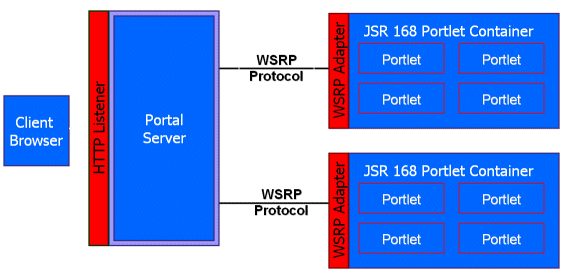 Client
Browser
HTTP Listener
Portal
Server
WSRP
Protocol
WSRP Adapter
JSR 168 Portlet Container
Portlet
Portlet
Portlet
Portlet
WSRP
Protocol
WSRP Adapter
JSR 168 Portlet Container
Portlet
Portlet
Portlet
Portlet